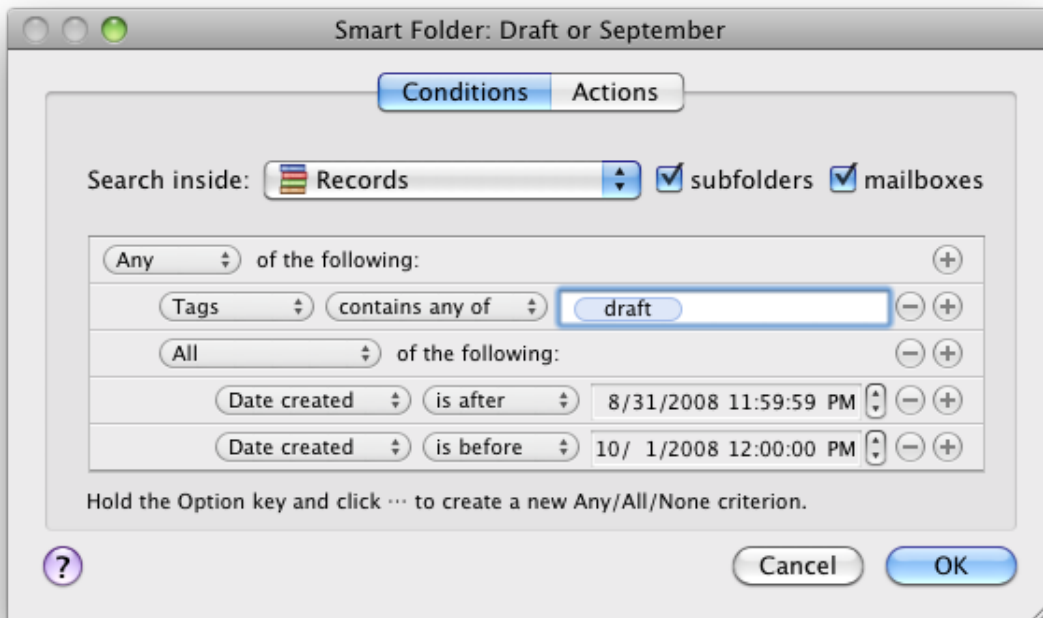 Smart Folder: Draft or September
Conditions Actions
Search inside: Records subfolders mailboxes
Any of the following:
Tags contains any of draft
All of the following:
Date created is after 8/31/2008 11:59:59 PM
Date created is before 10/ 1/2008 12:00:00 PM
Hold the Option key and click ··· to create a new Any/All/None criterion.
? Cancel OK